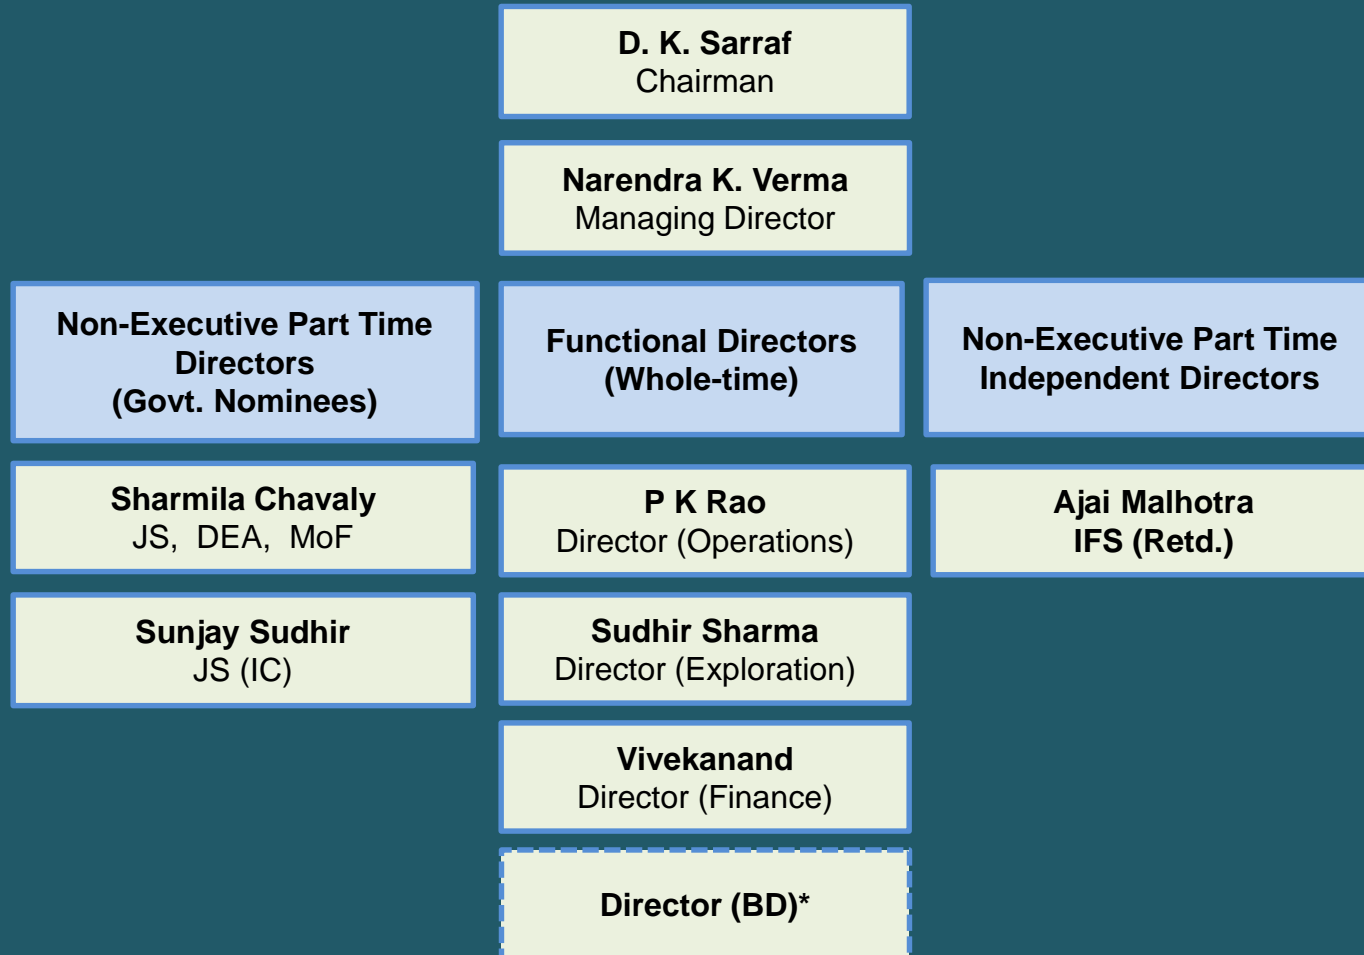 D. K. Sarraf
Chairman
Narendra K. Verma
Managing Director
Non-Executive Part Time
Directors
(Govt. Nominees)
Functional Directors
(Whole-time)
Non-Executive Part Time
Independent Directors
Sharmila Chavaly
JS, DEA, MoF
P K Rao
Director (Operations)
Ajai Malhotra
IFS (Retd.)
Sunjay Sudhir
JS (IC)
Sudhir Sharma
Director (Exploration)
Vivekanand
Director (Finance)
Director (BD)*